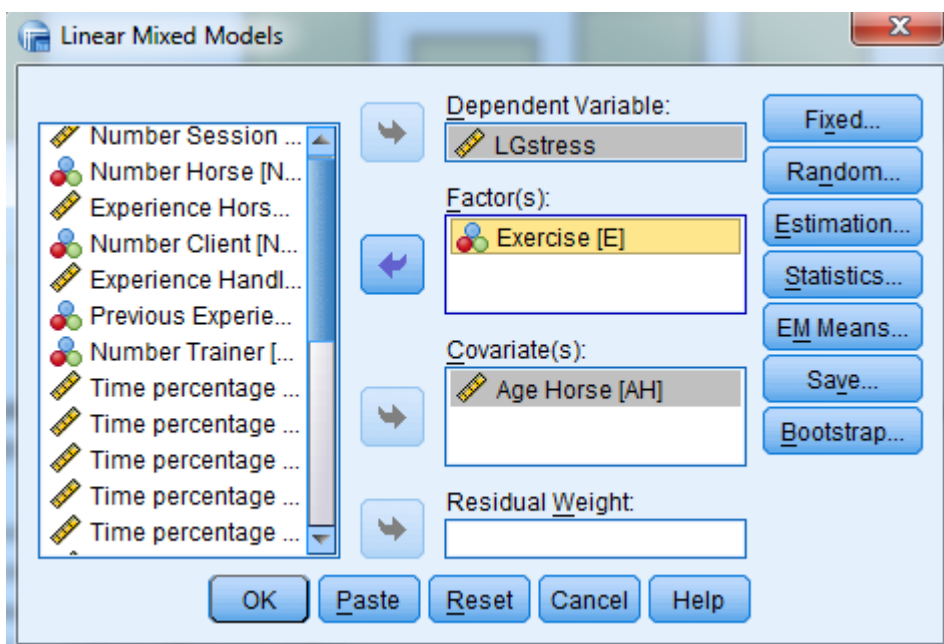 Linear Mixed Models
Number Session ...
Number Horse [N...
Experience Hors...
Number Client [N...
Experience Handl...
Previous Experie...
Number Trainer [...
Time percentage ...
Time percentage ...
Time percentage ...
Time percentage ...
Time percentage ...
Dependent Variable:
LGstress
Factor(s):
Exercise [E]
Covariate(s):
Age Horse [AH]
Residual Weight:
Fixed...
Random...
Estimation...
Statistics...
EM Means...
Save...
Bootstrap...
OK Paste Reset Cancel Help